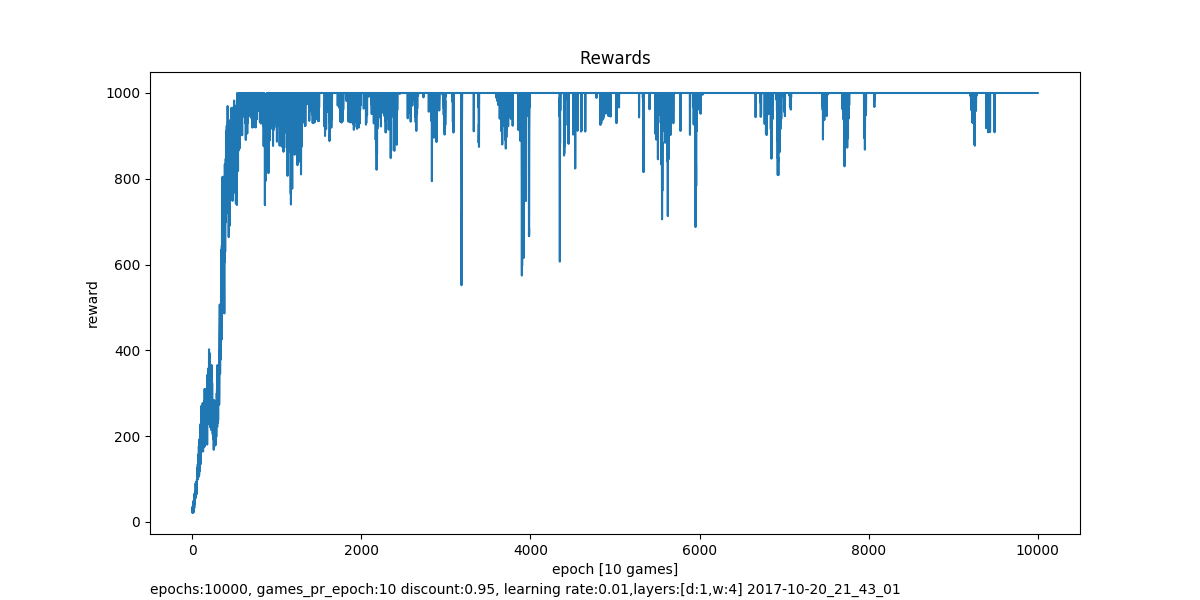 Rewards
1000
800
600
400
200
0
reward
0 2000 4000 6000 8000 10000
epoch [10 games]
epochs:10000, games_pr_epoch:10 discount:0.95, learning rate:0.01,layers:[d:1,w:4] 2017-10-20_21_43_01